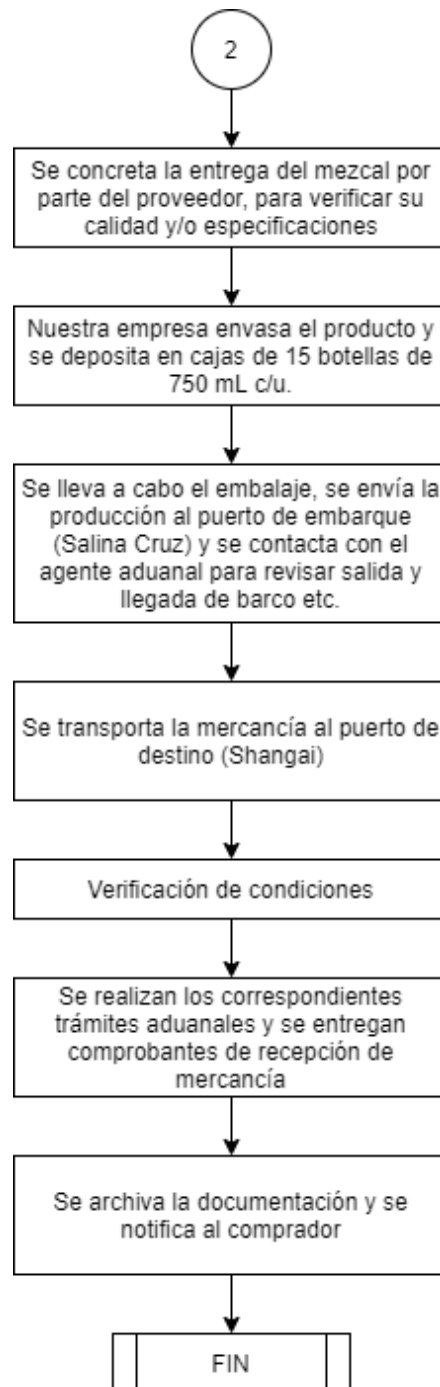 2
Se concreta la entrega del mezcal por
parte del proveedor, para verificar su
calidad y/o especificaciones
Nuestra empresa envasa el producto y
se deposita en cajas de 15 botellas de
750 mL c/u.
Se lleva a cabo el embalaje, se envía la
producción al puerto de embarque
(Salina Cruz) y se contacta con el
agente aduanal para revisar salida y
llegada de barco etc.
Se transporta la mercancía al puerto de
destino (Shangai)
Verificación de condiciones
Se realizan los correspondientes
trámites aduanales y se entregan
comprobantes de recepción de
mercancía
Se archiva la documentación y se
notifica al comprador
FIN